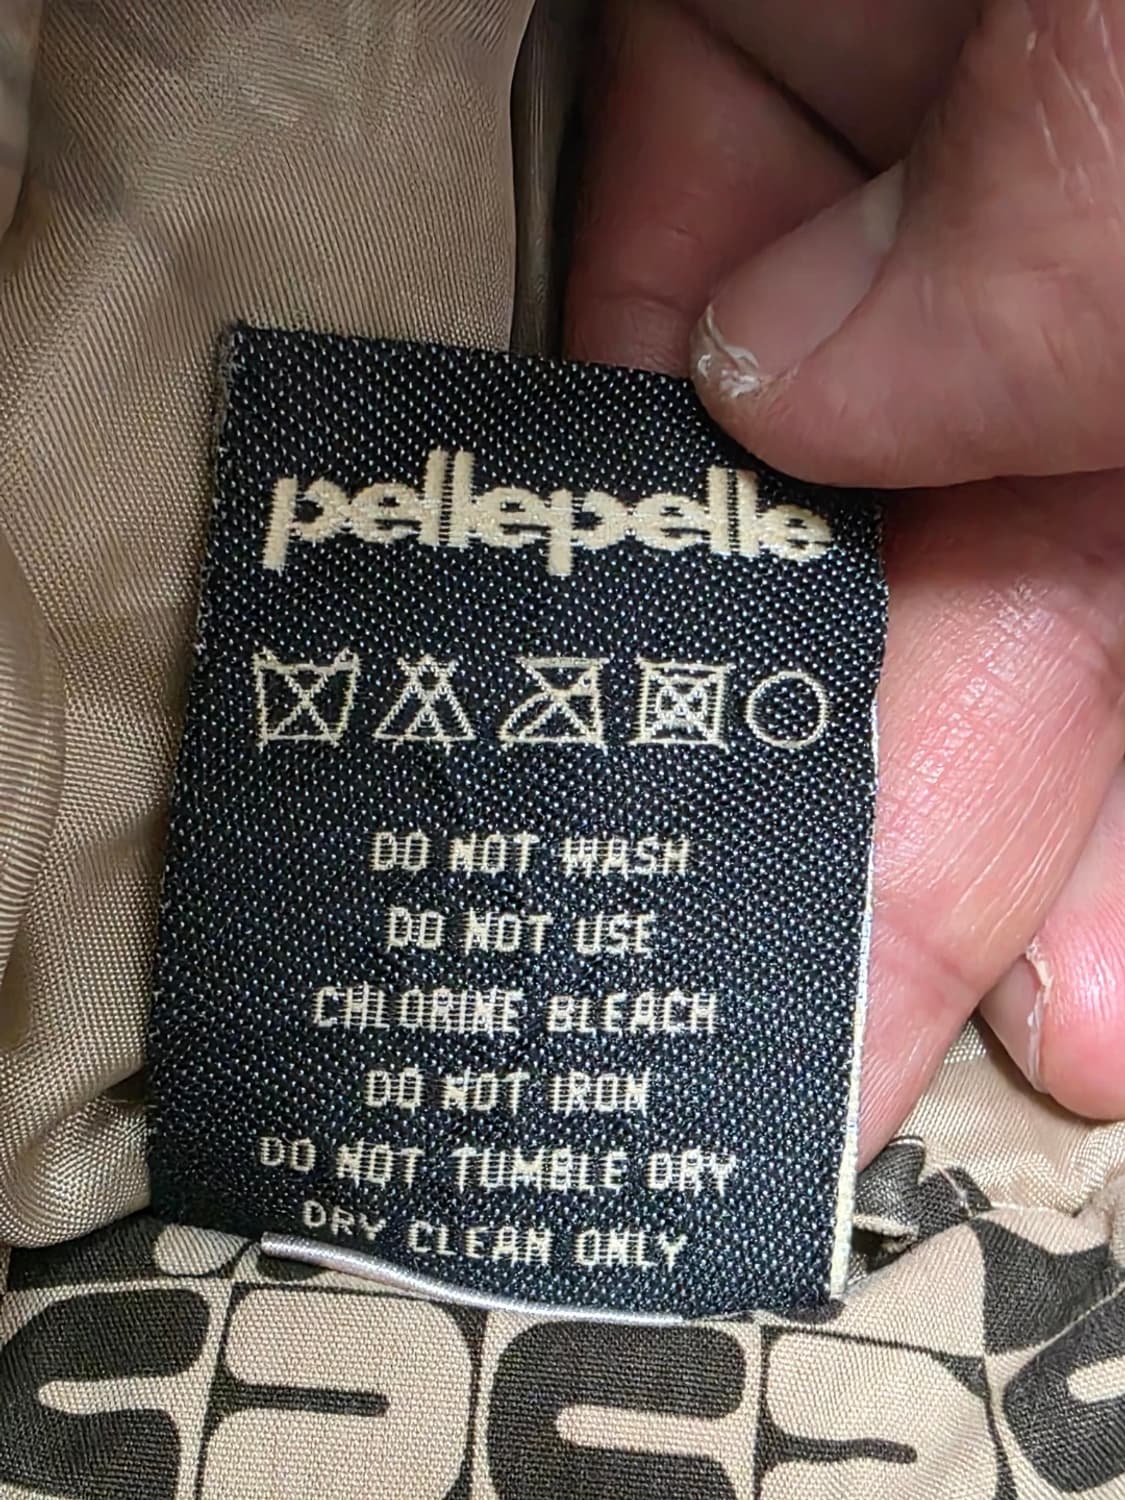 pellepelle
DO NOT WASH
DO NOT USE
CHLORINE BLEACH
DO NOT IRON
DO NOT TUMBLE DRY
DRY CLEAN ONLY